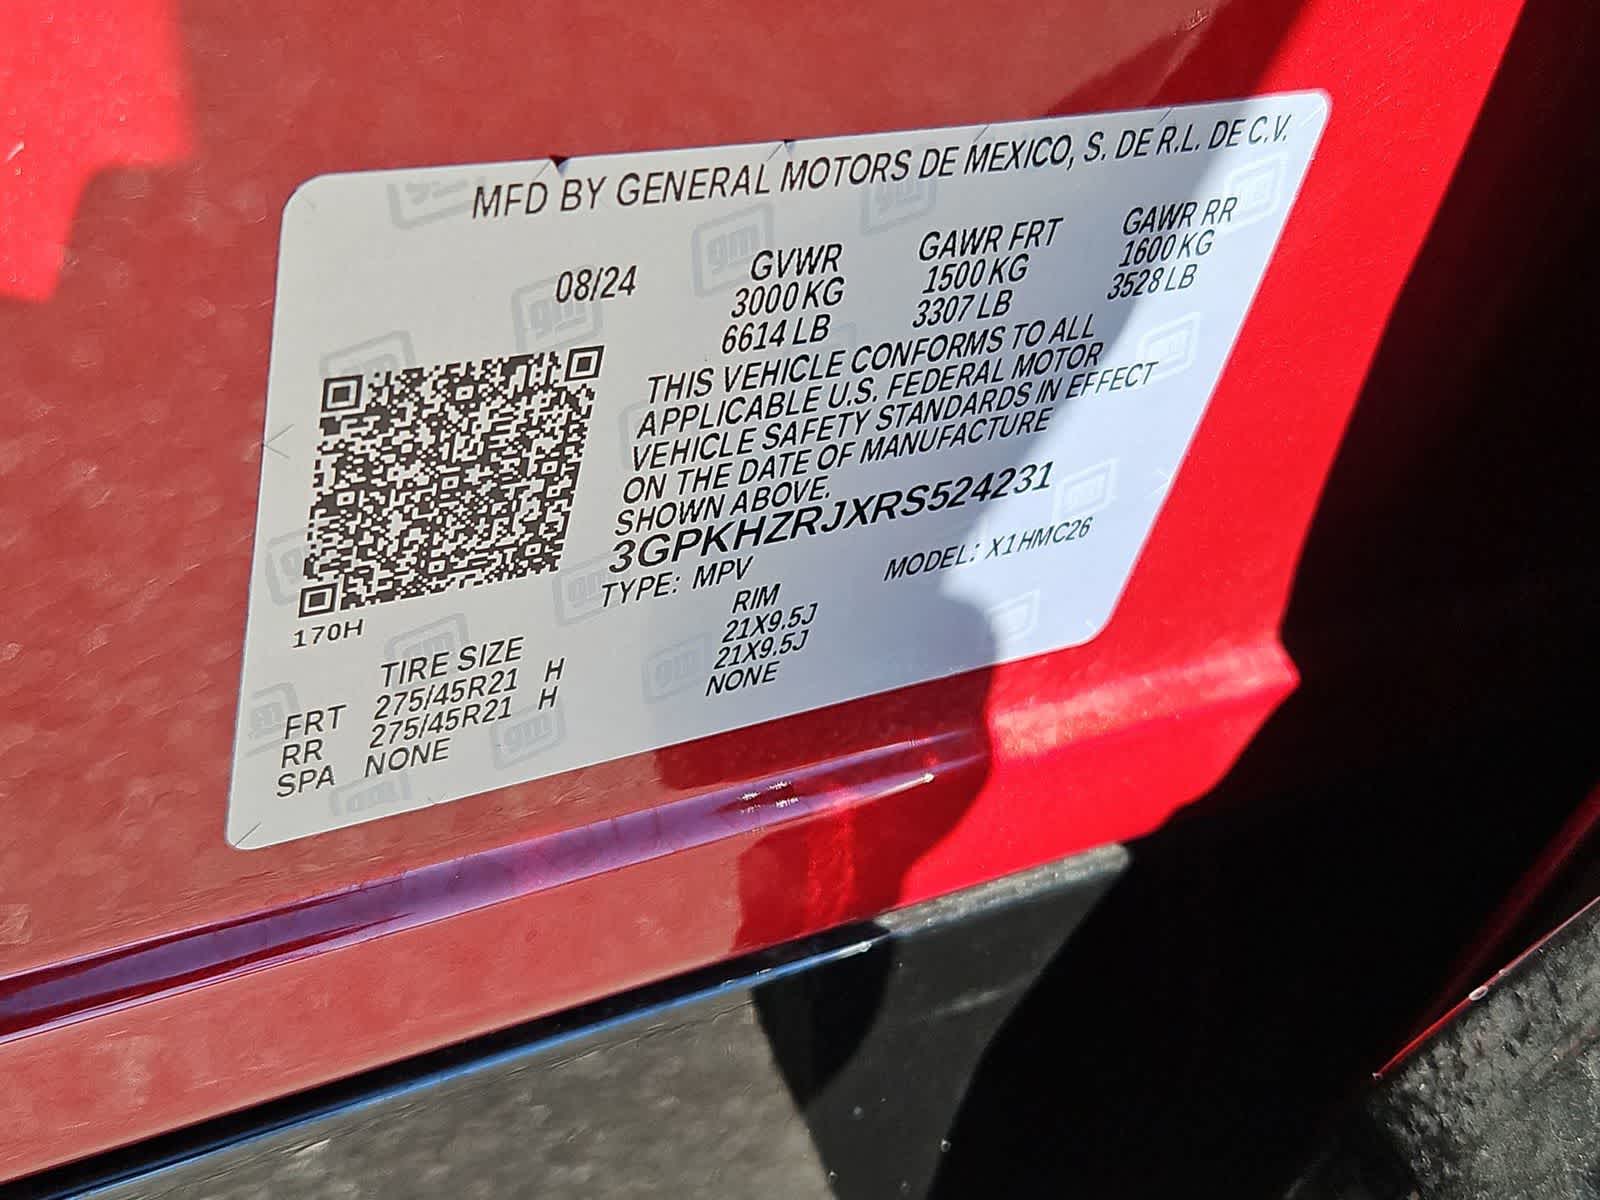 MFD BY GENERAL MOTORS DE MEXICO, S. DE R.L. DE C.V.
08/24 GVWR GAWR FRT GAWR RR
3000 KG 1500 KG 1600 KG
6614 LB 3307 LB 3528 LB
THIS VEHICLE CONFORMS TO ALL
APPLICABLE U.S. FEDERAL MOTOR
VEHICLE SAFETY STANDARDS IN EFFECT
ON THE DATE OF MANUFACTURE
SHOWN ABOVE.
3GPKHZRJXRS524231
TYPE: MPV MODEL: X1HMC26
170H
TIRE SIZE RIM
FRT 275/45R21 H 21X9.5J
RR 275/45R21 H 21X9.5J
SPA NONE NONE